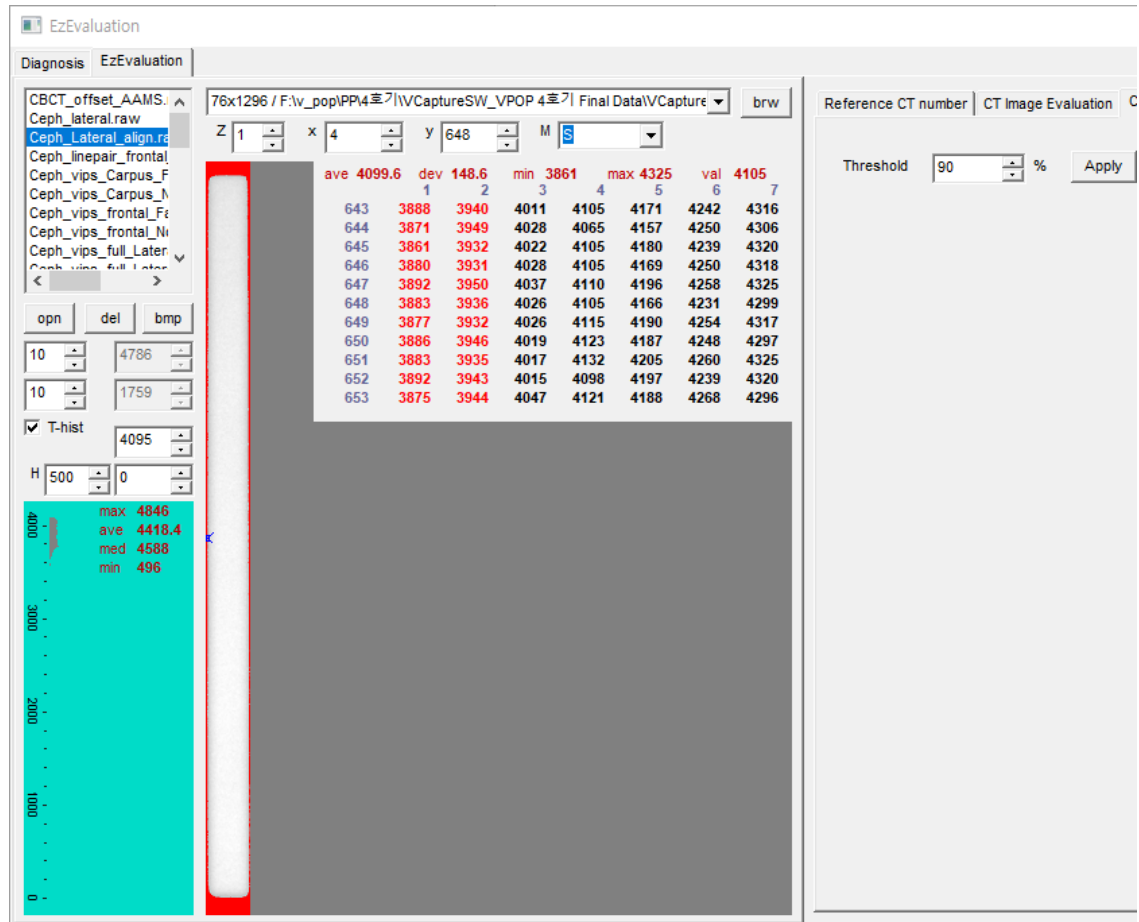 EzEvaluation
Diagnosis EzEvaluation
CBCT_offset_AAMS.
Ceph_lateral.raw
Ceph_Lateral_align.ra
Ceph_linepair_frontal_
Ceph_vips_Carpus_F
Ceph_vips_Carpus_N
Ceph_vips_frontal_Fa
Ceph_vips_frontal_N
Ceph_vips_full_Later
Ceph_vips_full_Later
opn del bmp
10 4786
10 1759
T-hist
4095
H 500 0
max 4846
ave 4418.4
med 4588
min 496
4000
3000
2000
1000
0
76x1296 / F:\v_pop\PP\4호기\VCaptureSW_VPOP 4호기 Final Data\VCapture brw
Z 1 x 4 y 648 M S
ave 4099.6 dev 148.6 min 3861 max 4325 val 4105
1 2 3 4 5 6 7
643 3888 3940 4011 4105 4171 4242 4316
644 3871 3949 4028 4065 4157 4250 4306
645 3861 3932 4022 4105 4180 4239 4320
646 3880 3931 4028 4105 4169 4250 4318
647 3892 3950 4037 4110 4196 4258 4325
648 3883 3936 4026 4105 4166 4231 4299
649 3877 3932 4026 4115 4190 4254 4317
650 3886 3946 4019 4123 4187 4248 4297
651 3883 3935 4017 4132 4205 4260 4325
652 3892 3943 4015 4098 4197 4239 4320
653 3875 3944 4047 4121 4188 4268 4296
Reference CT number CT Image Evaluation C
Threshold 90 % Apply